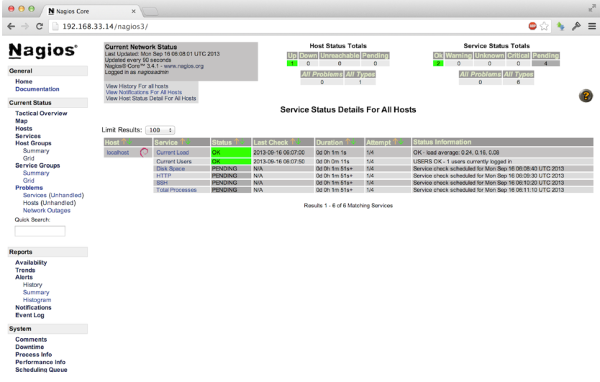 Nagios Core
192.168.33.14/nagios3/
Nagios®
General
Home
Documentation
Current Status
Tactical Overview
Map
Hosts
Services
Host Groups
Summary
Grid
Service Groups
Summary
Grid
Problems
Services (Unhandled)
Hosts (Unhandled)
Network Outages
Quick Search:
Reports
Availability
Trends
Alerts
History
Summary
Histogram
Notifications
Event Log
System
Comments
Downtime
Process Info
Performance Info
Scheduling Queue
Current Network Status
Last Updated: Mon Sep 16 06:08:01 UTC 2013
Updated every 90 seconds
Nagios® Core™ 3.4.1 - www.nagios.org
Logged in as nagiosadmin
View History For all hosts
View Notifications For All Hosts
View Host Status Detail For All Hosts
Host Status Totals
Up Down Unreachable Pending
1 0 0 0
All Problems All Types
0 1
Service Status Totals
Ok Warning Unknown Critical Pending
2 0 0 0 4
All Problems All Types
0 6
Service Status Details For All Hosts
Limit Results: 100
Host Service Status Last Check Duration Attempt Status Information
localhost Current Load OK 2013-09-16 06:07:00 0d 0h 1m 1s 1/4 OK - load average: 0.24, 0.16, 0.08
Current Users OK 2013-09-16 06:07:50 0d 0h 0m 11s 1/4 USERS OK - 1 users currently logged in
Disk Space PENDING N/A 0d 0h 1m 51s+ 1/4 Service check scheduled for Mon Sep 16 06:08:40 UTC 2013
HTTP PENDING N/A 0d 0h 1m 51s+ 1/4 Service check scheduled for Mon Sep 16 06:09:30 UTC 2013
SSH PENDING N/A 0d 0h 1m 51s+ 1/4 Service check scheduled for Mon Sep 16 06:10:20 UTC 2013
Total Processes PENDING N/A 0d 0h 1m 51s+ 1/4 Service check scheduled for Mon Sep 16 06:11:10 UTC 2013
Results 1 - 6 of 6 Matching Services